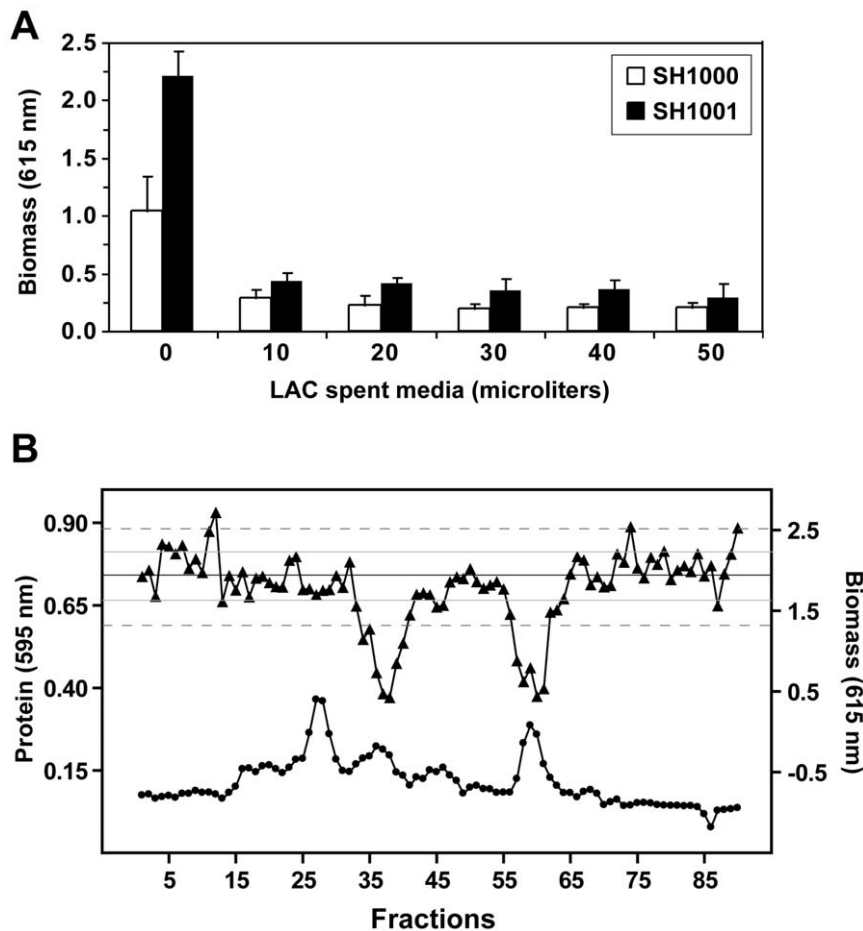 A
Biomass (615 nm)
2.5
2.0
1.5
1.0
0.5
0.0
SH1000
SH1001
0 10 20 30 40 50
LAC spent media (microliters)
B
Protein (595 nm)
0.90
0.65
0.40
0.15
2.5
1.5
0.5
-0.5
Biomass (615 nm)
5 15 25 35 45 55 65 75 85
Fractions